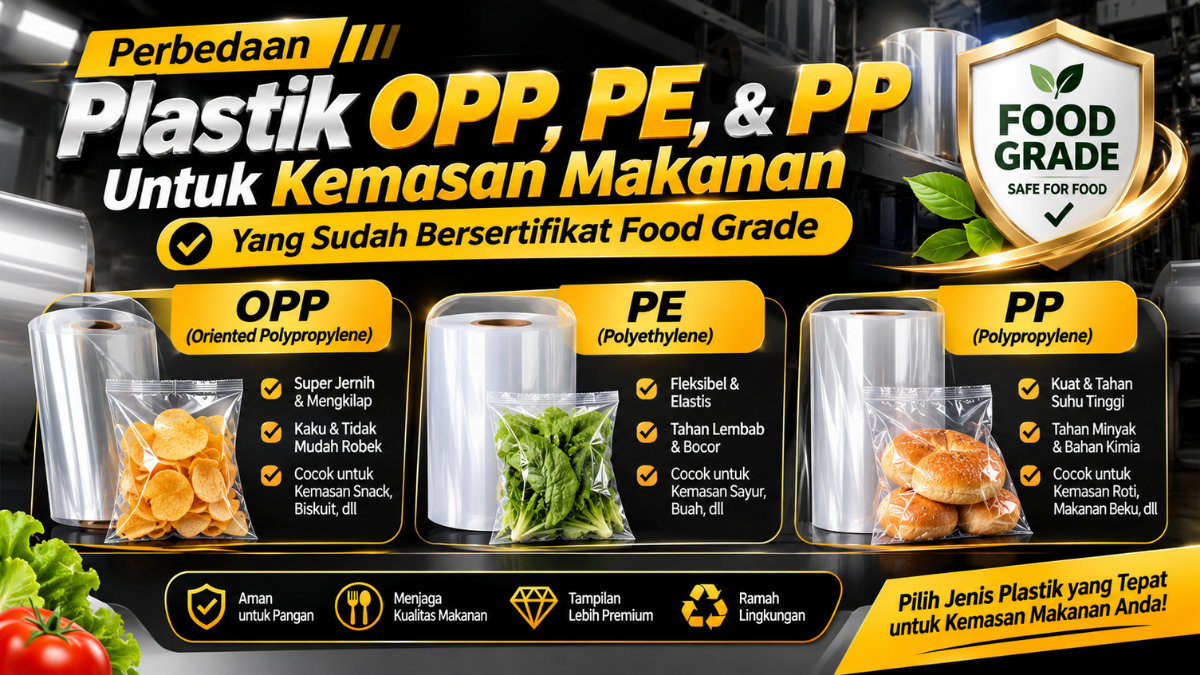 Perbedaan
Plastik OPP, PE, & PP
Untuk Kemasan Makanan
Yang Sudah Bersertifikat Food Grade
FOOD
GRADE
SAFE FOR FOOD
OPP
(Oriented Polypropylene)
Super Jernih
& Mengkilap
Kaku & Tidak
Mudah Robek
Cocok untuk
Kemasan Snack,
Biskuit, dll
PE
(Polyethylene)
Fleksibel &
Elastis
Tahan Lembab
& Bocor
Cocok untuk
Kemasan Sayur,
Buah, dll
PP
(Polypropylene)
Kuat & Tahan
Suhu Tinggi
Tahan Minyak
& Bahan Kimia
Cocok untuk
Kemasan Roti,
Makanan Beku, dll
Aman
untuk Pangan
Menjaga
Kualitas Makanan
Tampilan
Lebih Premium
Ramah
Lingkungan
Pilih Jenis Plastik yang Tepat
untuk Kemasan Makanan Anda!